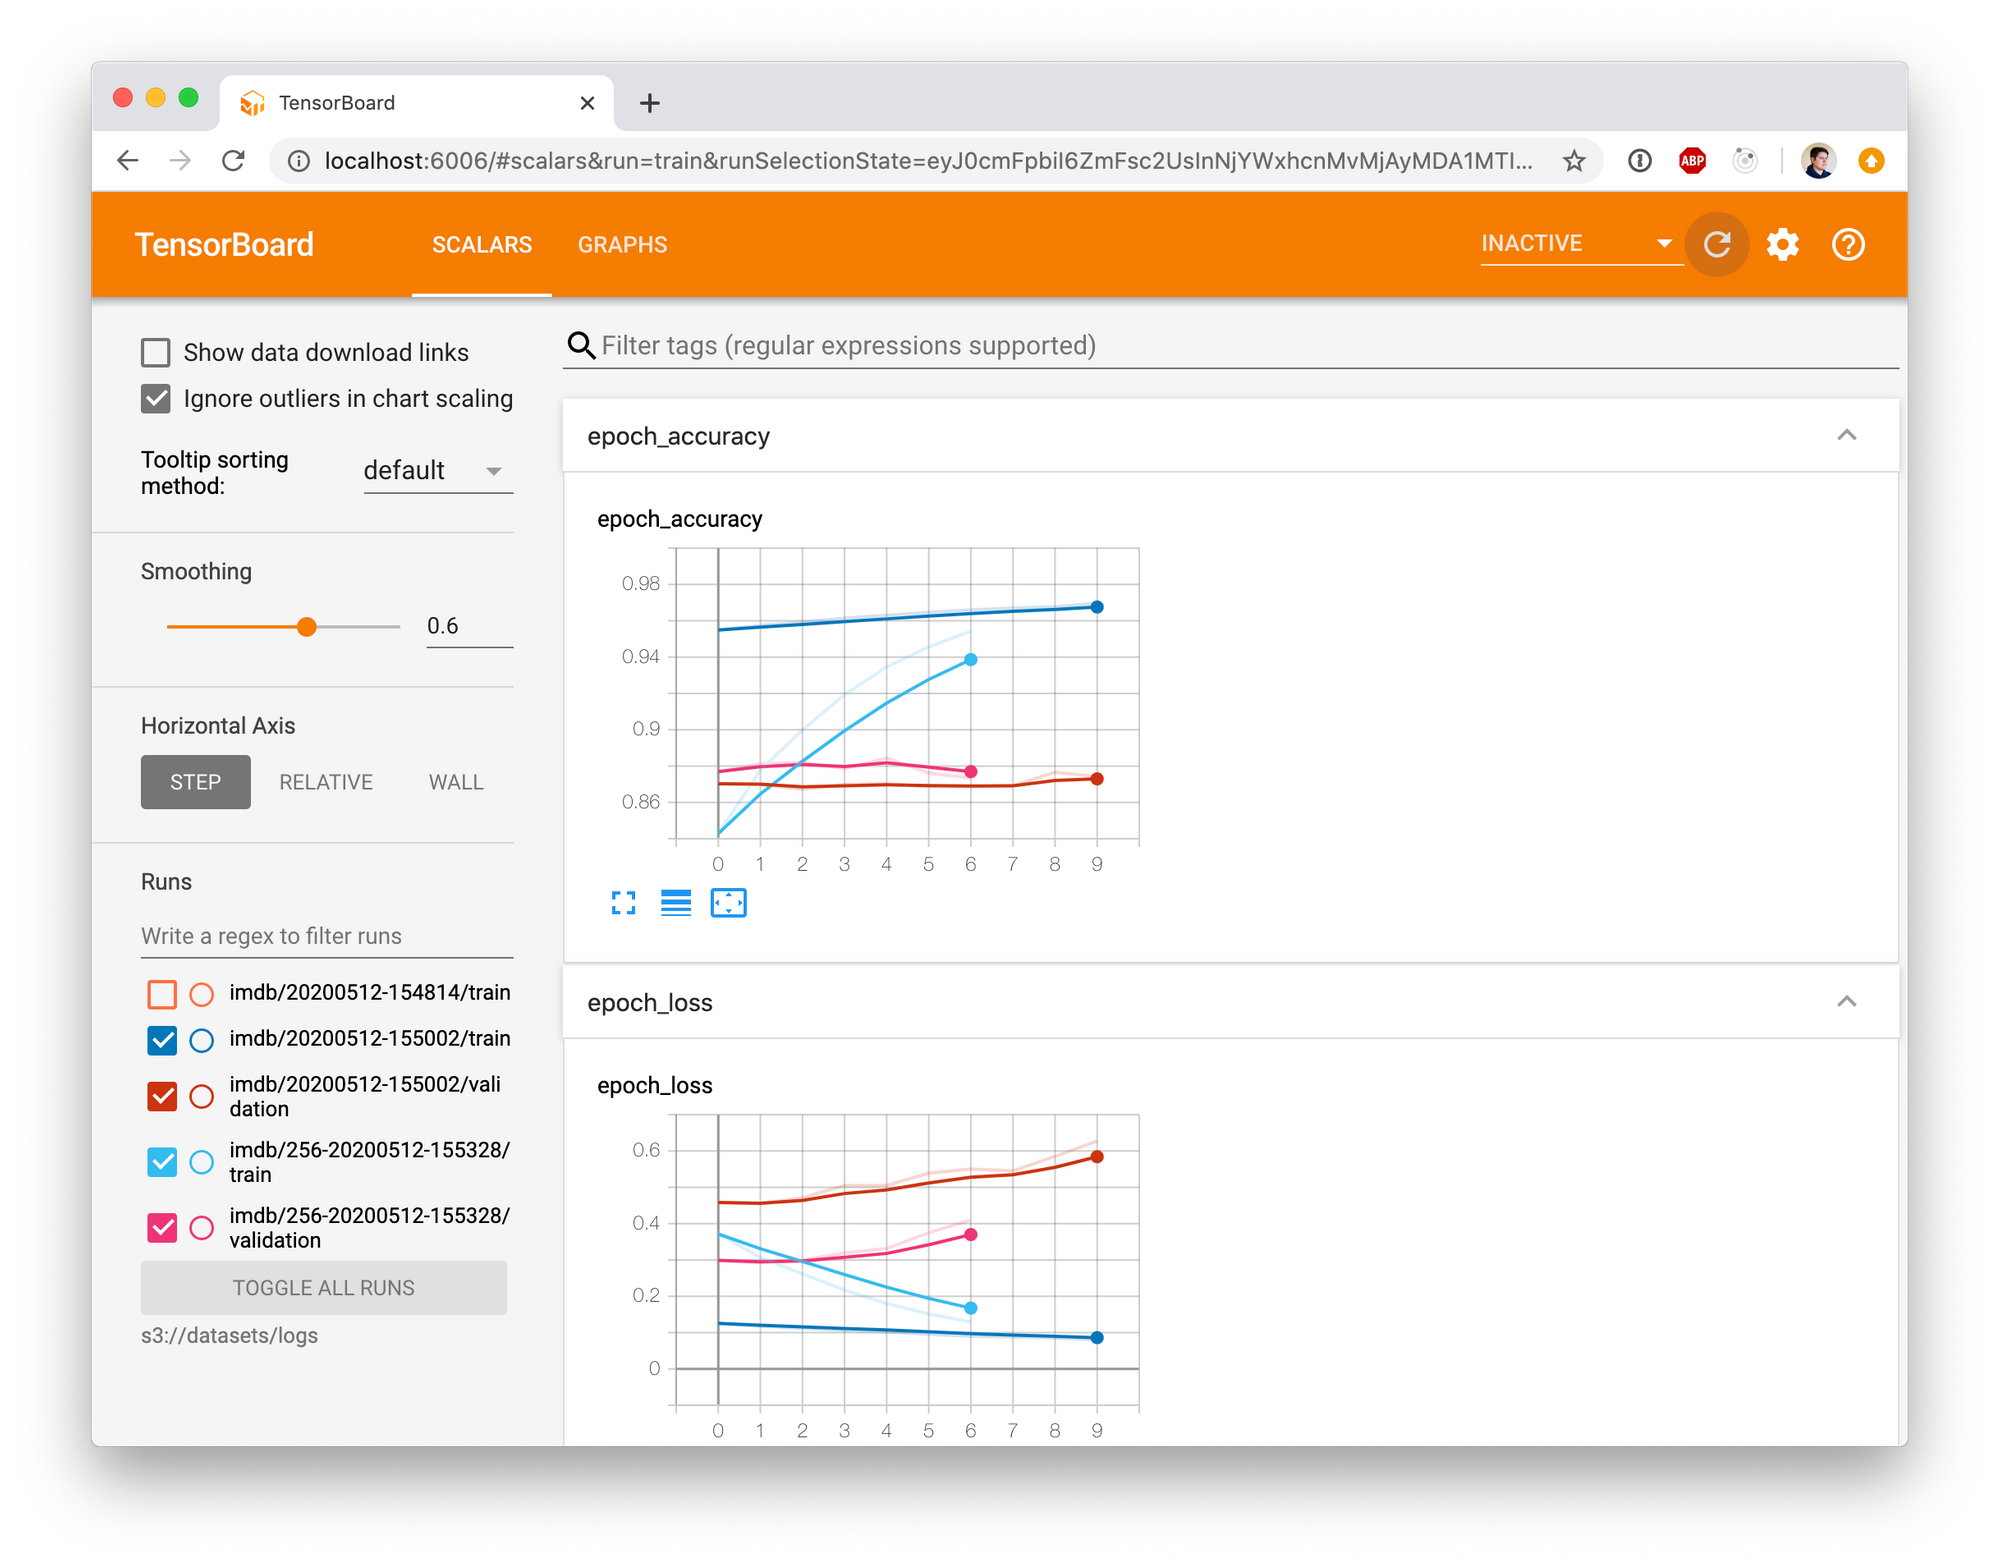 TensorBoard
localhost:6006/#scalars&run=train&runSelectionState=eyJ0cmFpbiI6ZmFsc2UsInNjYWxhcnMvMjAyMDA1MTI...
ABP
TensorBoard
SCALARS
GRAPHS
INACTIVE
Show data download links
Ignore outliers in chart scaling
Tooltip sorting
method:
default
Smoothing
0.6
Horizontal Axis
STEP
RELATIVE
WALL
Runs
Write a regex to filter runs
imdb/20200512-154814/train
imdb/20200512-155002/train
imdb/20200512-155002/vali
dation
imdb/256-20200512-155328/
train
imdb/256-20200512-155328/
validation
TOGGLE ALL RUNS
s3://datasets/logs
Filter tags (regular expressions supported)
epoch_accuracy
epoch_accuracy
0.98
0.94
0.9
0.86
0 1 2 3 4 5 6 7 8 9
epoch_loss
epoch_loss
0.6
0.4
0.2
0
0 1 2 3 4 5 6 7 8 9